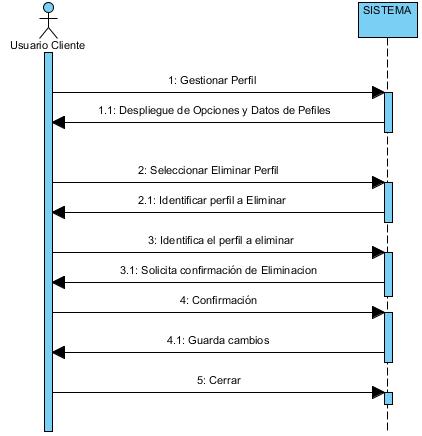 SISTEMA
Usuario Cliente
1: Gestionar Perfil
1.1: Despliegue de Opciones y Datos de Pefiles
2: Seleccionar Eliminar Perfil
2.1: Identificar perfil a Eliminar
3: Identifica el perfil a eliminar
3.1: Solicita confirmación de Eliminacion
4: Confirmación
4.1: Guarda cambios
5: Cerrar